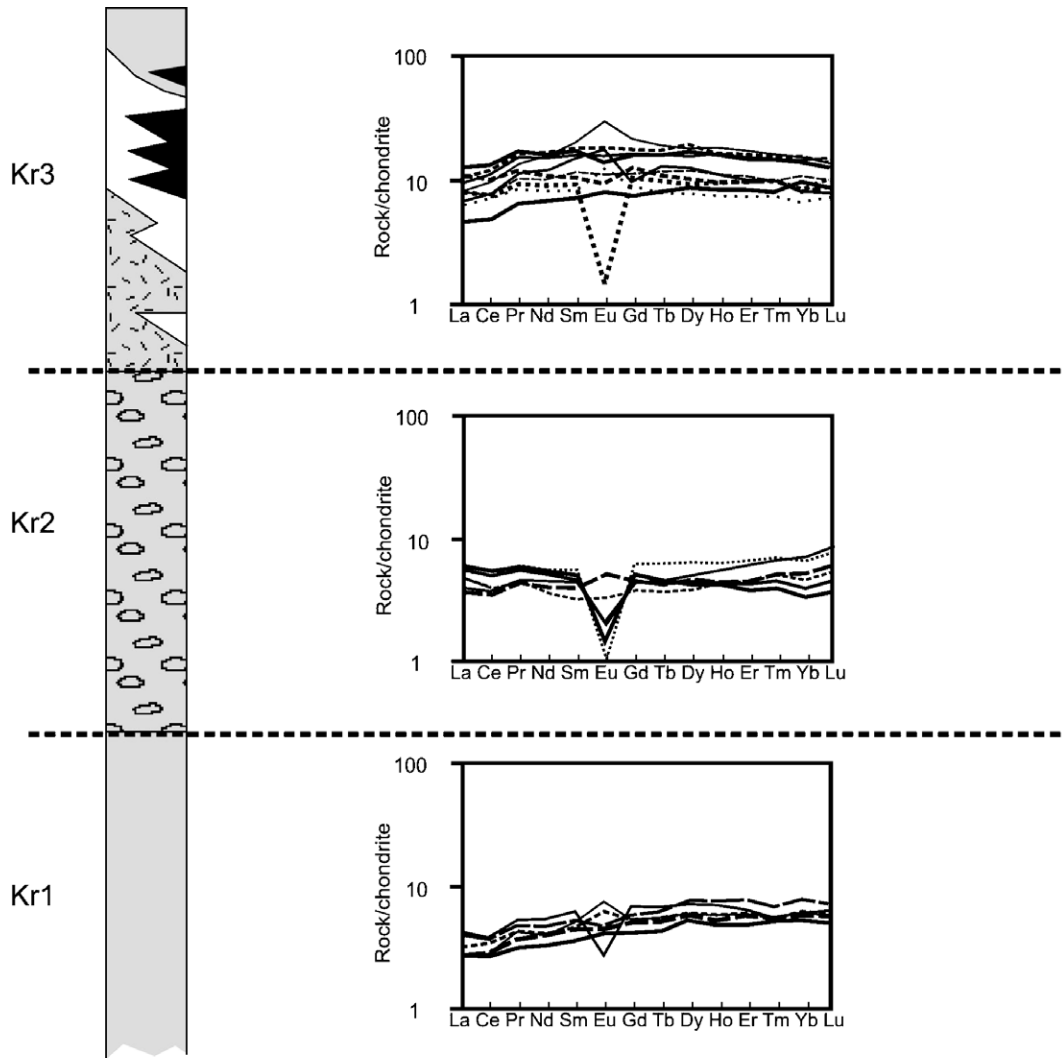 Kr3
Rock/chondrite
100
10
1
La Ce Pr Nd Sm Eu Gd Tb Dy Ho Er Tm Yb Lu
Kr2
Rock/chondrite
100
10
1
La Ce Pr Nd Sm Eu Gd Tb Dy Ho Er Tm Yb Lu
Kr1
Rock/chondrite
100
10
1
La Ce Pr Nd Sm Eu Gd Tb Dy Ho Er Tm Yb Lu